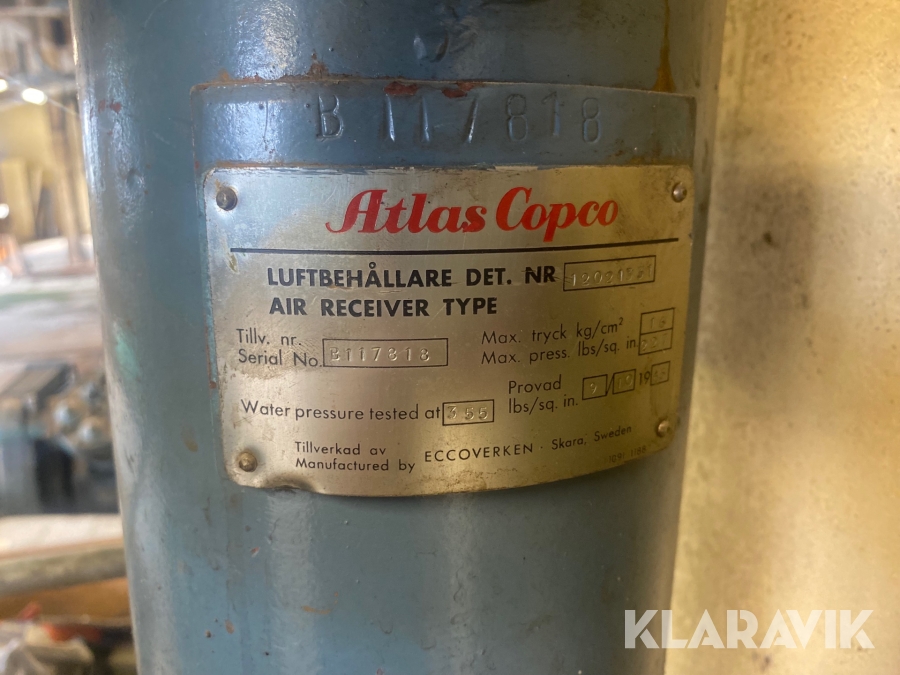 B 117818
Atlas Copco
LUFTBEHÅLLARE DET. NR
AIR RECEIVER TYPE
Tillv. nr.
Serial No. B117818
Max. tryck kg/cm²
Max. press. lbs/sq. in.
Water pressure tested at 355 lbs/sq. in.
Provad 19
Tillverkad av
Manufactured by ECCOVERKEN · Skara, Sweden
KLARAVIK